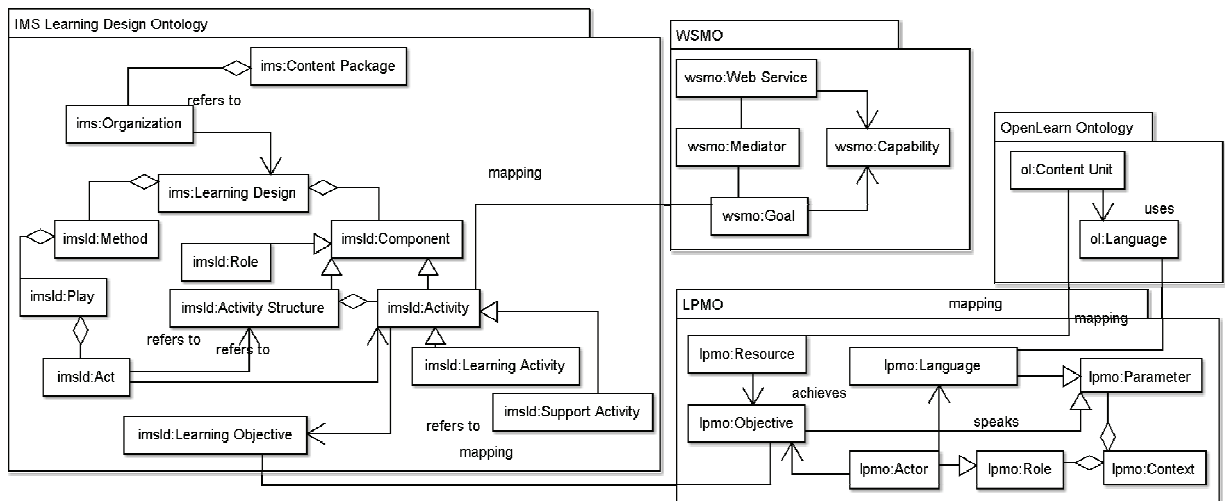 IMS Learning Design Ontology
ims:Content Package
refers to
ims:Organization
ims:Learning Design
imsld:Method
imsld:Component
imsld:Role
imsld:Play
imsld:Activity Structure
imsld:Activity
refers to
refers to
imsld:Act
imsld:Learning Activity
imsld:Support Activity
imsld:Learning Objective
refers to
mapping
mapping
WSMO
wsmo:Web Service
wsmo:Mediator
wsmo:Capability
wsmo:Goal
OpenLearn Ontology
ol:Content Unit
uses
ol:Language
LPMO
mapping
mapping
lpmo:Resource
lpmo:Language
lpmo:Parameter
achieves
lpmo:Objective
speaks
lpmo:Actor
lpmo:Role
lpmo:Context